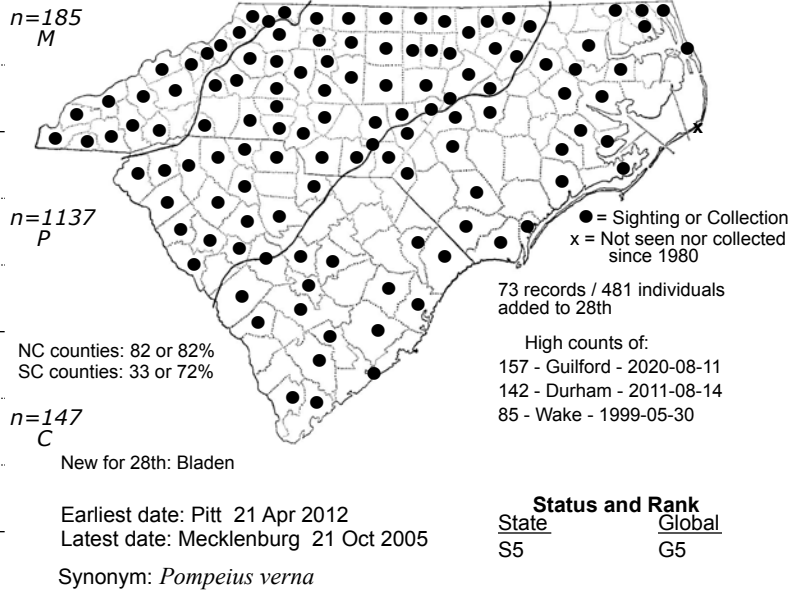 n=185
M
n=1137
P
n=147
C
x
● = Sighting or Collection
x = Not seen nor collected
since 1980
73 records / 481 individuals
added to 28th
High counts of:
157 - Guilford - 2020-08-11
142 - Durham - 2011-08-14
85 - Wake - 1999-05-30
NC counties: 82 or 82%
SC counties: 33 or 72%
New for 28th: Bladen
Earliest date: Pitt 21 Apr 2012
Latest date: Mecklenburg 21 Oct 2005
Synonym: Pompeius verna
Status and Rank
State Global
S5 G5